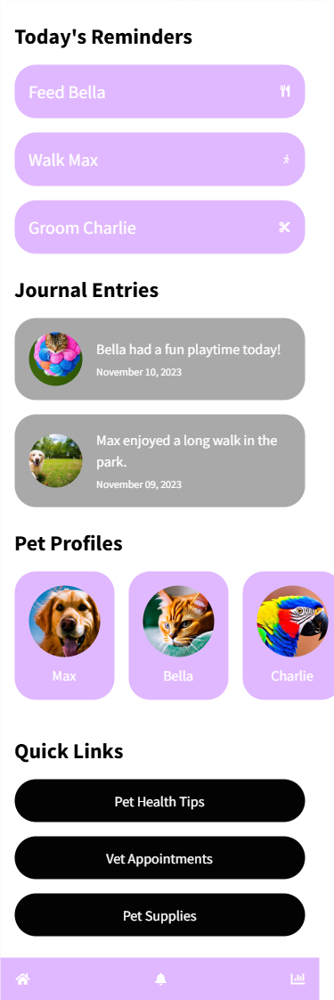 Today's Reminders
Feed Bella
Walk Max
Groom Charlie
Journal Entries
Bella had a fun playtime today!
November 10, 2023
Max enjoyed a long walk in the
park.
November 09, 2023
Pet Profiles
Max
Bella
Charlie
Quick Links
Pet Health Tips
Vet Appointments
Pet Supplies